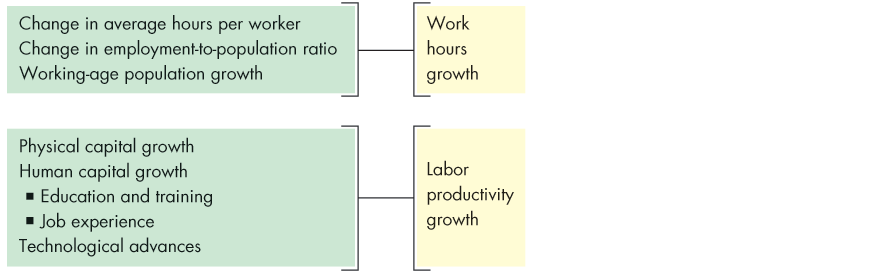 Change in average hours per worker
Change in employment-to-population ratio
Working-age population growth
Work
hours
growth
Physical capital growth
Human capital growth
▪ Education and training
▪ Job experience
Technological advances
Labor
productivity
growth